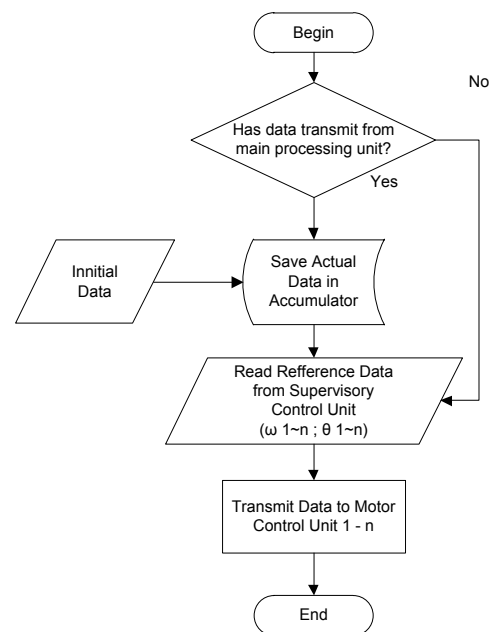 Begin
No
Has data transmit from
main processing unit?
Yes
Innitial
Data
Save Actual
Data in
Accumulator
Read Refference Data
from Supervisory
Control Unit
(ω 1~n ; θ 1~n)
Transmit Data to Motor
Control Unit 1 - n
End